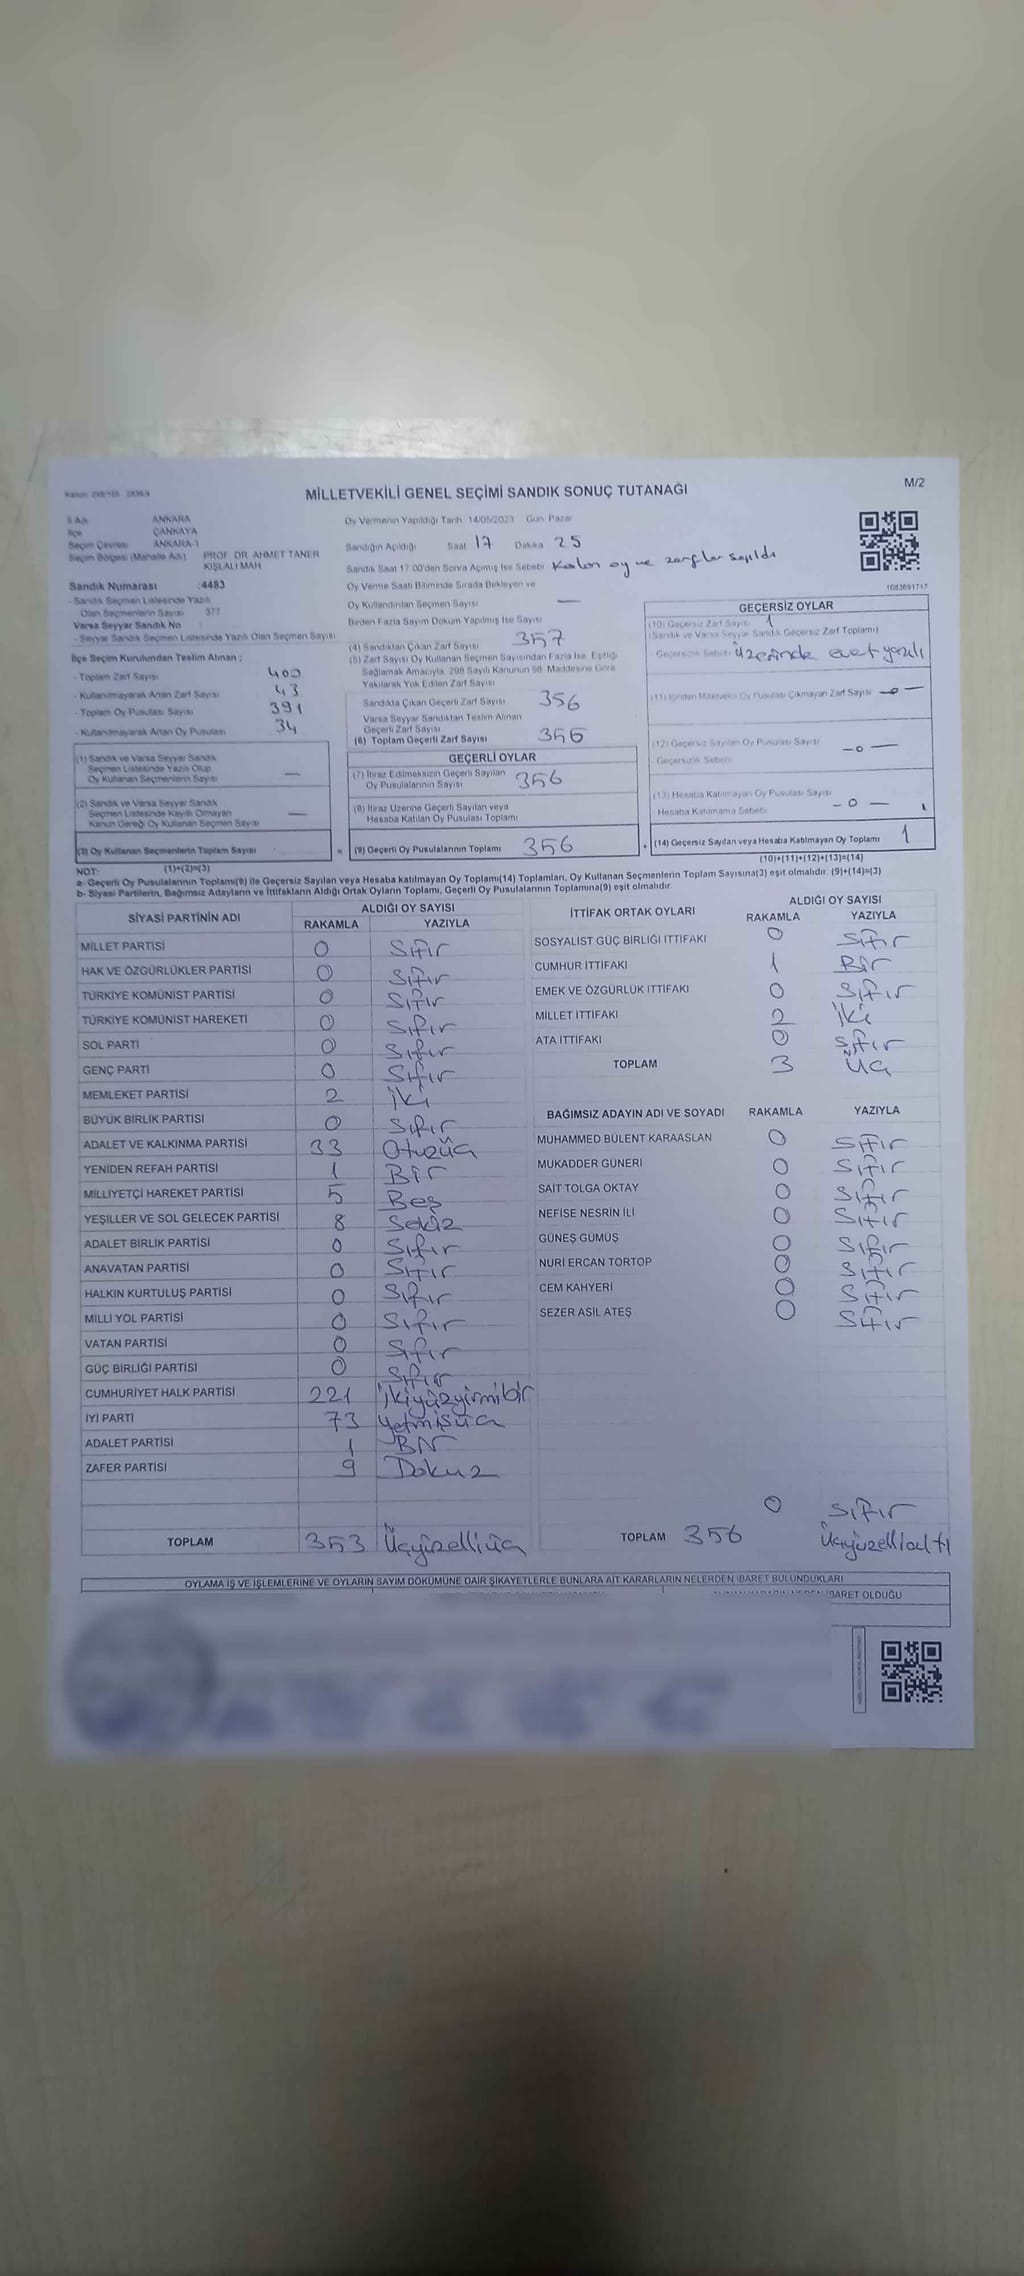 MİLLETVEKİLİ GENEL SEÇİMİ SANDIK SONUÇ TUTANAĞI
M/2
İl Adı ANKARA
İlçe ÇANKAYA
Seçim Çevresi ANKARA-1
Seçim Bölgesi (Mahalle Adı) PROF DR AHMET TANER KIŞLALI MAH
Sandık Numarası :4483
- Sandık Seçmen Listesinde Yazılı
Olan Seçmenlerin Sayısı 377
Varsa Seyyar Sandık No
- Seyyar Sandık Seçmen Listesinde Yazılı Olan Seçmen Sayısı
İlçe Seçim Kurulundan Teslim Alınan ;
- Toplam Zarf Sayısı 400
- Kullanılmayarak Artan Zarf Sayısı 43
- Toplam Oy Pusulası Sayısı 391
- Kullanılmayarak Artan Oy Pusulası 34
(1) Sandık ve Varsa Seyyar Sandık
Seçmen Listesinde Yazılı Olup
Oy Kullanan Seçmenlerin Sayısı —
(2) Sandık ve Varsa Seyyar Sandık
Seçmen Listesinde Kayıtlı Olmayan
Kanun Gereği Oy Kullanan Seçmen Sayısı —
(3) Oy Kullanan Seçmenlerin Toplam Sayısı
(1)+(2)=(3)
Oy Vermenin Yapıldığı Tarih 14/05/2023 Gün Pazar
Sandığın Açıldığı Saat 17 Dakika 25
Sandık Saat 17:00'den Sonra Açılmış İse Sebebi Kalan oy ve zarflar sayıldı
Oy Verme Saati Bitiminde Sırada Bekleyen ve
Oy Kullandırılan Seçmen Sayısı —
Birden Fazla Sayım Döküm Yapılmış İse Sayısı
(4) Sandıktan Çıkan Zarf Sayısı 357
(5) Zarf Sayısı Oy Kullanan Seçmen Sayısından Fazla İse, Eşitliği
Sağlamak Amacıyla, 298 Sayılı Kanunun 98. Maddesine Göre
Yakılarak Yok Edilen Zarf Sayısı
Sandıkta Çıkan Geçerli Zarf Sayısı 356
Varsa Seyyar Sandıktan Teslim Alınan
Geçerli Zarf Sayısı
(6) Toplam Geçerli Zarf Sayısı 356
GEÇERLİ OYLAR
(7) İtiraz Edilmeksizin Geçerli Sayılan
Oy Pusulalarının Sayısı 356
(8) İtiraz Üzerine Geçerli Sayılan veya
Hesaba Katılan Oy Pusulası Toplamı
= (9) Geçerli Oy Pusulalarının Toplamı 356
1083691717
GEÇERSİZ OYLAR
(10) Geçersiz Zarf Sayısı 1
(Sandık ve Varsa Seyyar Sandık Geçersiz Zarf Toplamı)
Geçersizlik Sebebi Üzerinde evet yazılı
(11) İçinden Milletvekili Oy Pusulası Çıkmayan Zarf Sayısı -0-
(12) Geçersiz Sayılan Oy Pusulası Sayısı -0-
Geçersizlik Sebebi
(13) Hesaba Katılmayan Oy Pusulası Sayısı -0-
Hesaba Katılmama Sebebi
+ (14) Geçersiz Sayılan veya Hesaba Katılmayan Oy Toplamı 1
(10)+(11)+(12)+(13)=(14)
NOT:
a- Geçerli Oy Pusulalarının Toplamı(9) ile Geçersiz Sayılan veya Hesaba katılmayan Oy Toplamı(14) Toplamları, Oy Kullanan Seçmenlerin Toplam Sayısına(3) eşit olmalıdır. (9)+(14)=(3)
b- Siyasi Partilerin, Bağımsız Adayların ve İttifakların Aldığı Ortak Oyların Toplamı, Geçerli Oy Pusulalarının Toplamına(9) eşit olmalıdır.
SİYASİ PARTİNİN ADI ALDIĞI OY SAYISI
RAKAMLA YAZIYLA
MİLLET PARTİSİ 0 Sıfır
HAK VE ÖZGÜRLÜKLER PARTİSİ 0 Sıfır
TÜRKİYE KOMÜNİST PARTİSİ 0 Sıfır
TÜRKİYE KOMÜNİST HAREKETİ 0 Sıfır
SOL PARTİ 0 Sıfır
GENÇ PARTİ 0 Sıfır
MEMLEKET PARTİSİ 2 İki
BÜYÜK BİRLİK PARTİSİ 0 Sıfır
ADALET VE KALKINMA PARTİSİ 33 Otuzüç
YENİDEN REFAH PARTİSİ 1 Bir
MİLLİYETÇİ HAREKET PARTİSİ 5 Beş
YEŞİLLER VE SOL GELECEK PARTİSİ 8 Sekiz
ADALET BİRLİK PARTİSİ 0 Sıfır
ANAVATAN PARTİSİ 0 Sıfır
HALKIN KURTULUŞ PARTİSİ 0 Sıfır
MİLLİ YOL PARTİSİ 0 Sıfır
VATAN PARTİSİ 0 Sıfır
GÜÇ BİRLİĞİ PARTİSİ 0 Sıfır
CUMHURİYET HALK PARTİSİ 221 İkiyüzyirmibir
İYİ PARTİ 73 Yetmişüç
ADALET PARTİSİ 1 Bir
ZAFER PARTİSİ 9 Dokuz
TOPLAM 353 Üçyüzelliüç
İTTİFAK ORTAK OYLARI ALDIĞI OY SAYISI
RAKAMLA YAZIYLA
SOSYALİST GÜÇ BİRLİĞİ İTTİFAKI 0 Sıfır
CUMHUR İTTİFAKI 1 Bir
EMEK VE ÖZGÜRLÜK İTTİFAKI 0 Sıfır
MİLLET İTTİFAKI 2 İki
ATA İTTİFAKI 0 Sıfır
TOPLAM 3 Üç
BAĞIMSIZ ADAYIN ADI VE SOYADI RAKAMLA YAZIYLA
MUHAMMED BÜLENT KARAASLAN 0 Sıfır
MUKADDER GÜNERİ 0 Sıfır
SAİT TOLGA OKTAY 0 Sıfır
NEFİSE NESRİN İLİ 0 Sıfır
GÜNEŞ GÜMÜŞ 0 Sıfır
NURİ ERCAN TORTOP 0 Sıfır
CEM KAHYERİ 0 Sıfır
SEZER ASİL ATEŞ 0 Sıfır
0 Sıfır
TOPLAM 356 Üçyüzellialtı
OYLAMA İŞ VE İŞLEMLERİNE VE OYLARIN SAYIM DÖKÜMÜNE DAİR ŞİKAYETLERLE BUNLARA AİT KARARLARIN NELERDEN İBARET BULUNDUKLARI
İBARET OLDUĞU